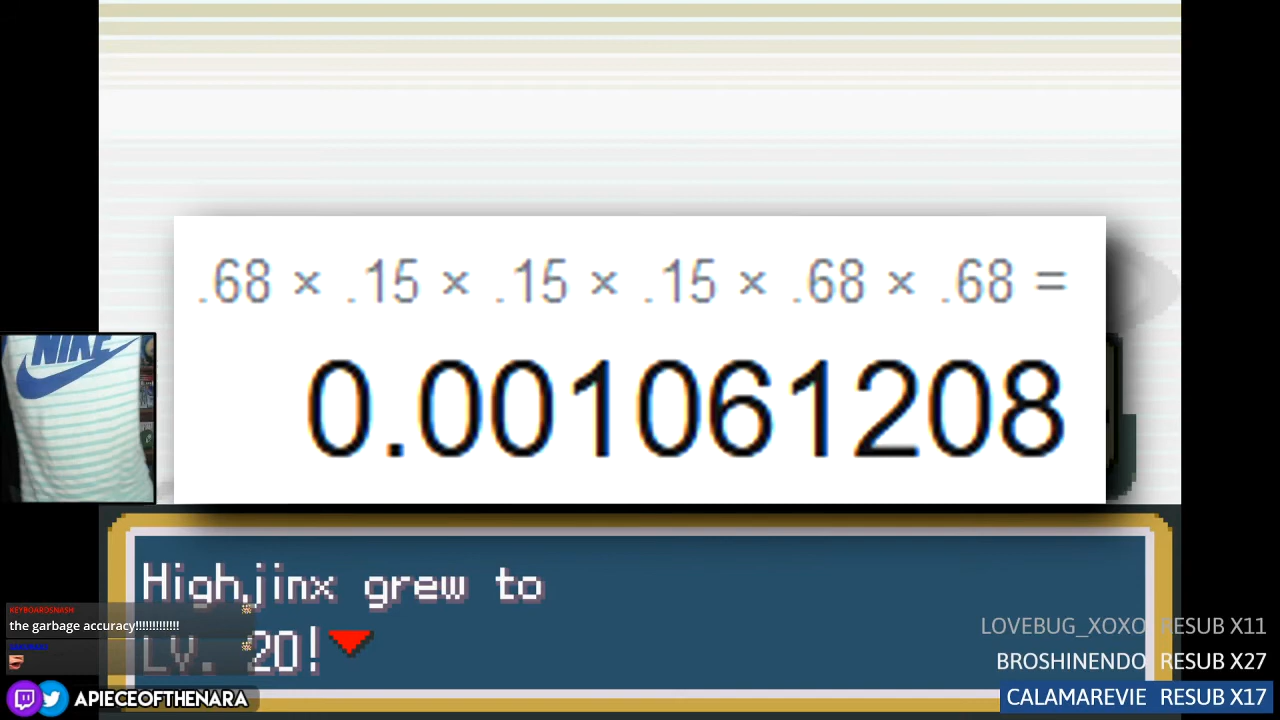 .68 × .15 × .15 × .15 × .68 × .68 =
0.001061208
NIKE
Highjinx grew to
Lv. 20!
KEYBOARDSMASH
the garbage accuracy!!!!!!!!!!!!!
APIECEOFTHENARA
LOVEBUG_XOXO RESUB X11
BROSHINENDO RESUB X27
CALAMAREVIE RESUB X17